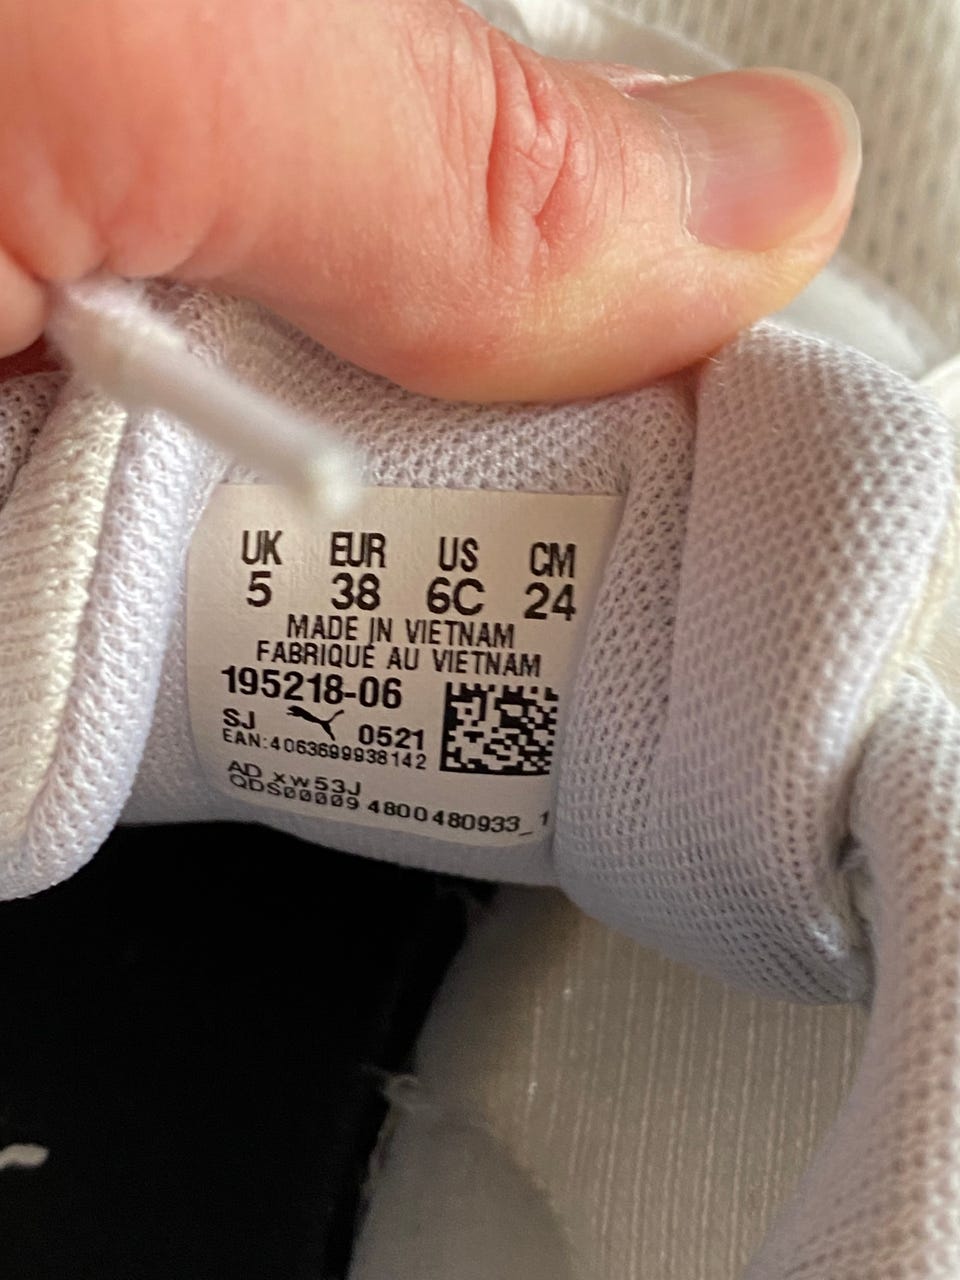 UK EUR US CM
5 38 6C 24
MADE IN VIETNAM
FABRIQUÉ AU VIETNAM
195218-06
SJ 0521
EAN:4063699938142
AD xW53J
QDS00009 4800480933_1